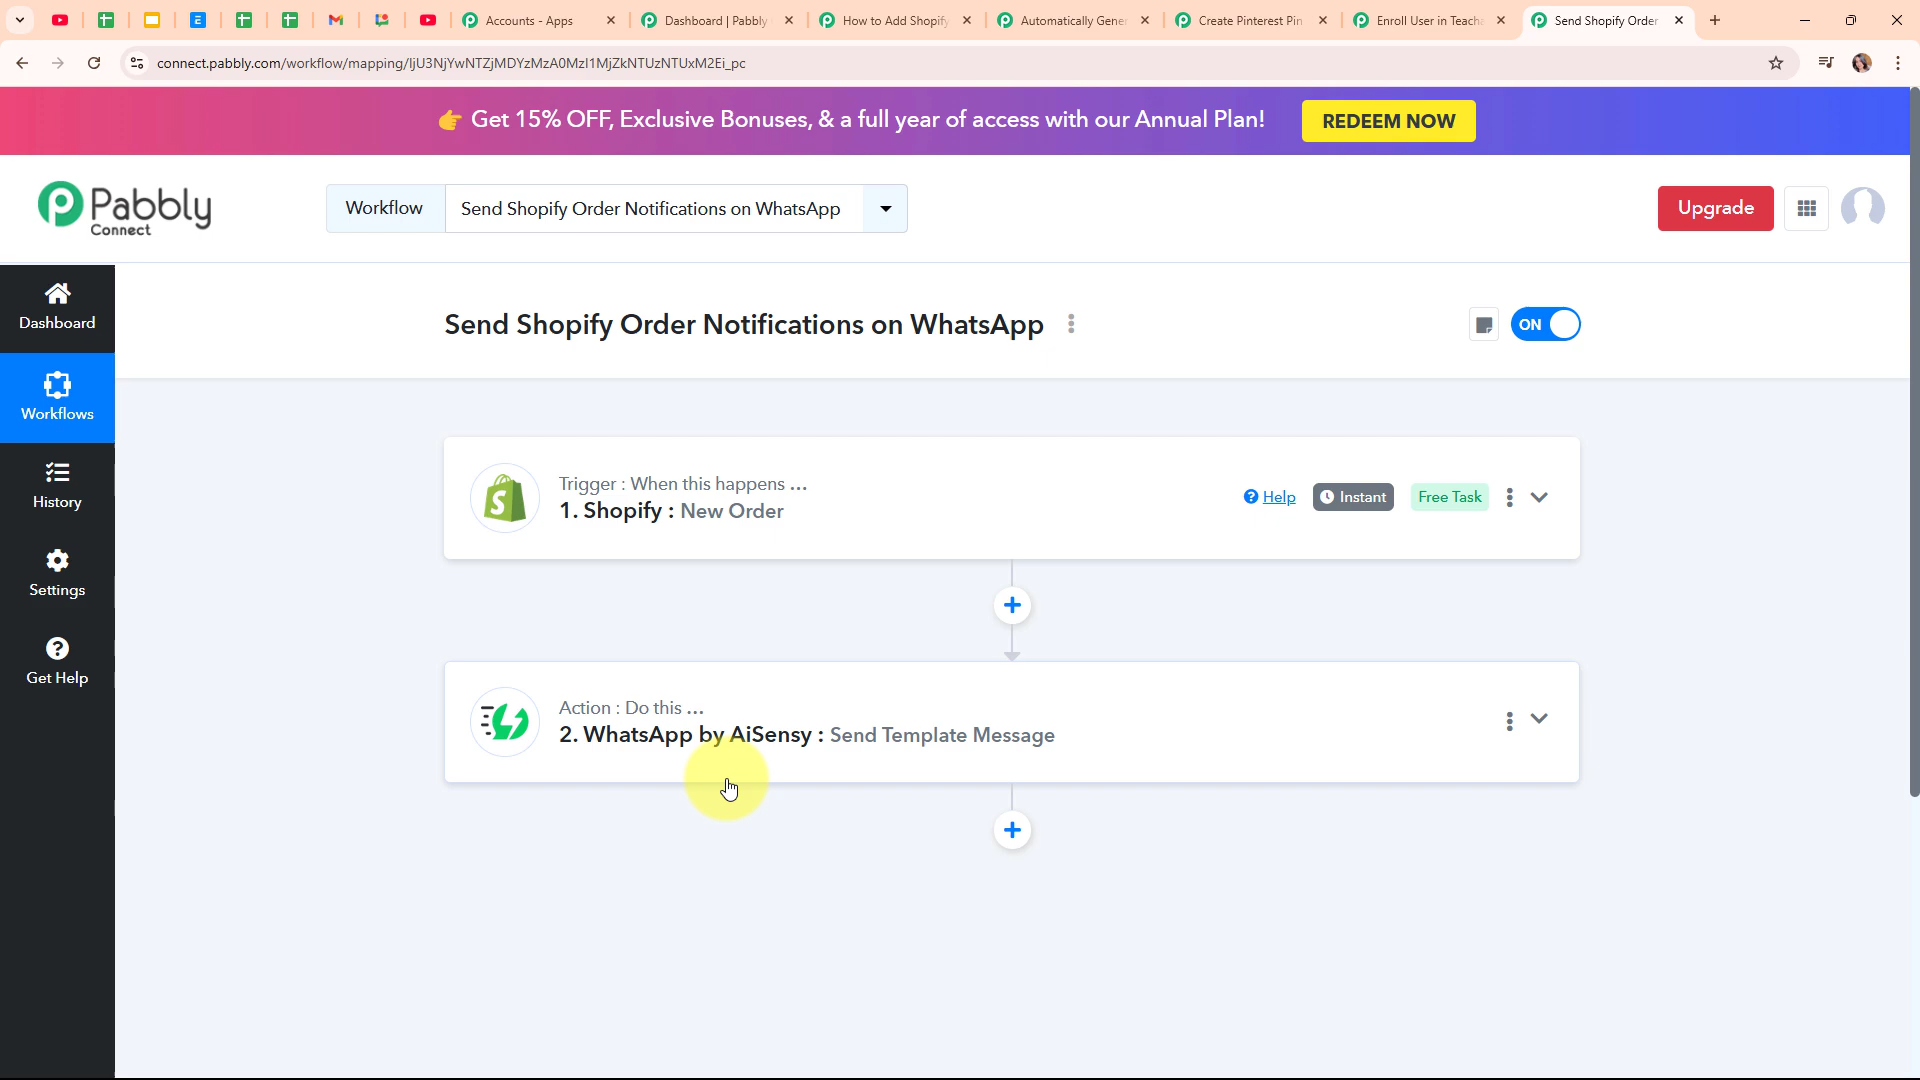 Accounts - Apps
Dashboard | Pabbly
How to Add Shopify
Automatically Gene
Create Pinterest Pin
Enroll User in Teach
Send Shopify Order
connect.pabbly.com/workflow/mapping/IjU3NjYwNTZjMDYzMzA0MzI1MjZkNTUzNTUxM2Ei_pc
👉 Get 15% OFF, Exclusive Bonuses, & a full year of access with our Annual Plan!
REDEEM NOW
Pabbly
Connect
Workflow
Send Shopify Order Notifications on WhatsApp
Upgrade
Dashboard
Workflows
History
Settings
Get Help
Send Shopify Order Notifications on WhatsApp
ON
Trigger : When this happens ...
1. Shopify : New Order
Help
Instant
Free Task
Action : Do this ...
2. WhatsApp by AiSensy : Send Template Message